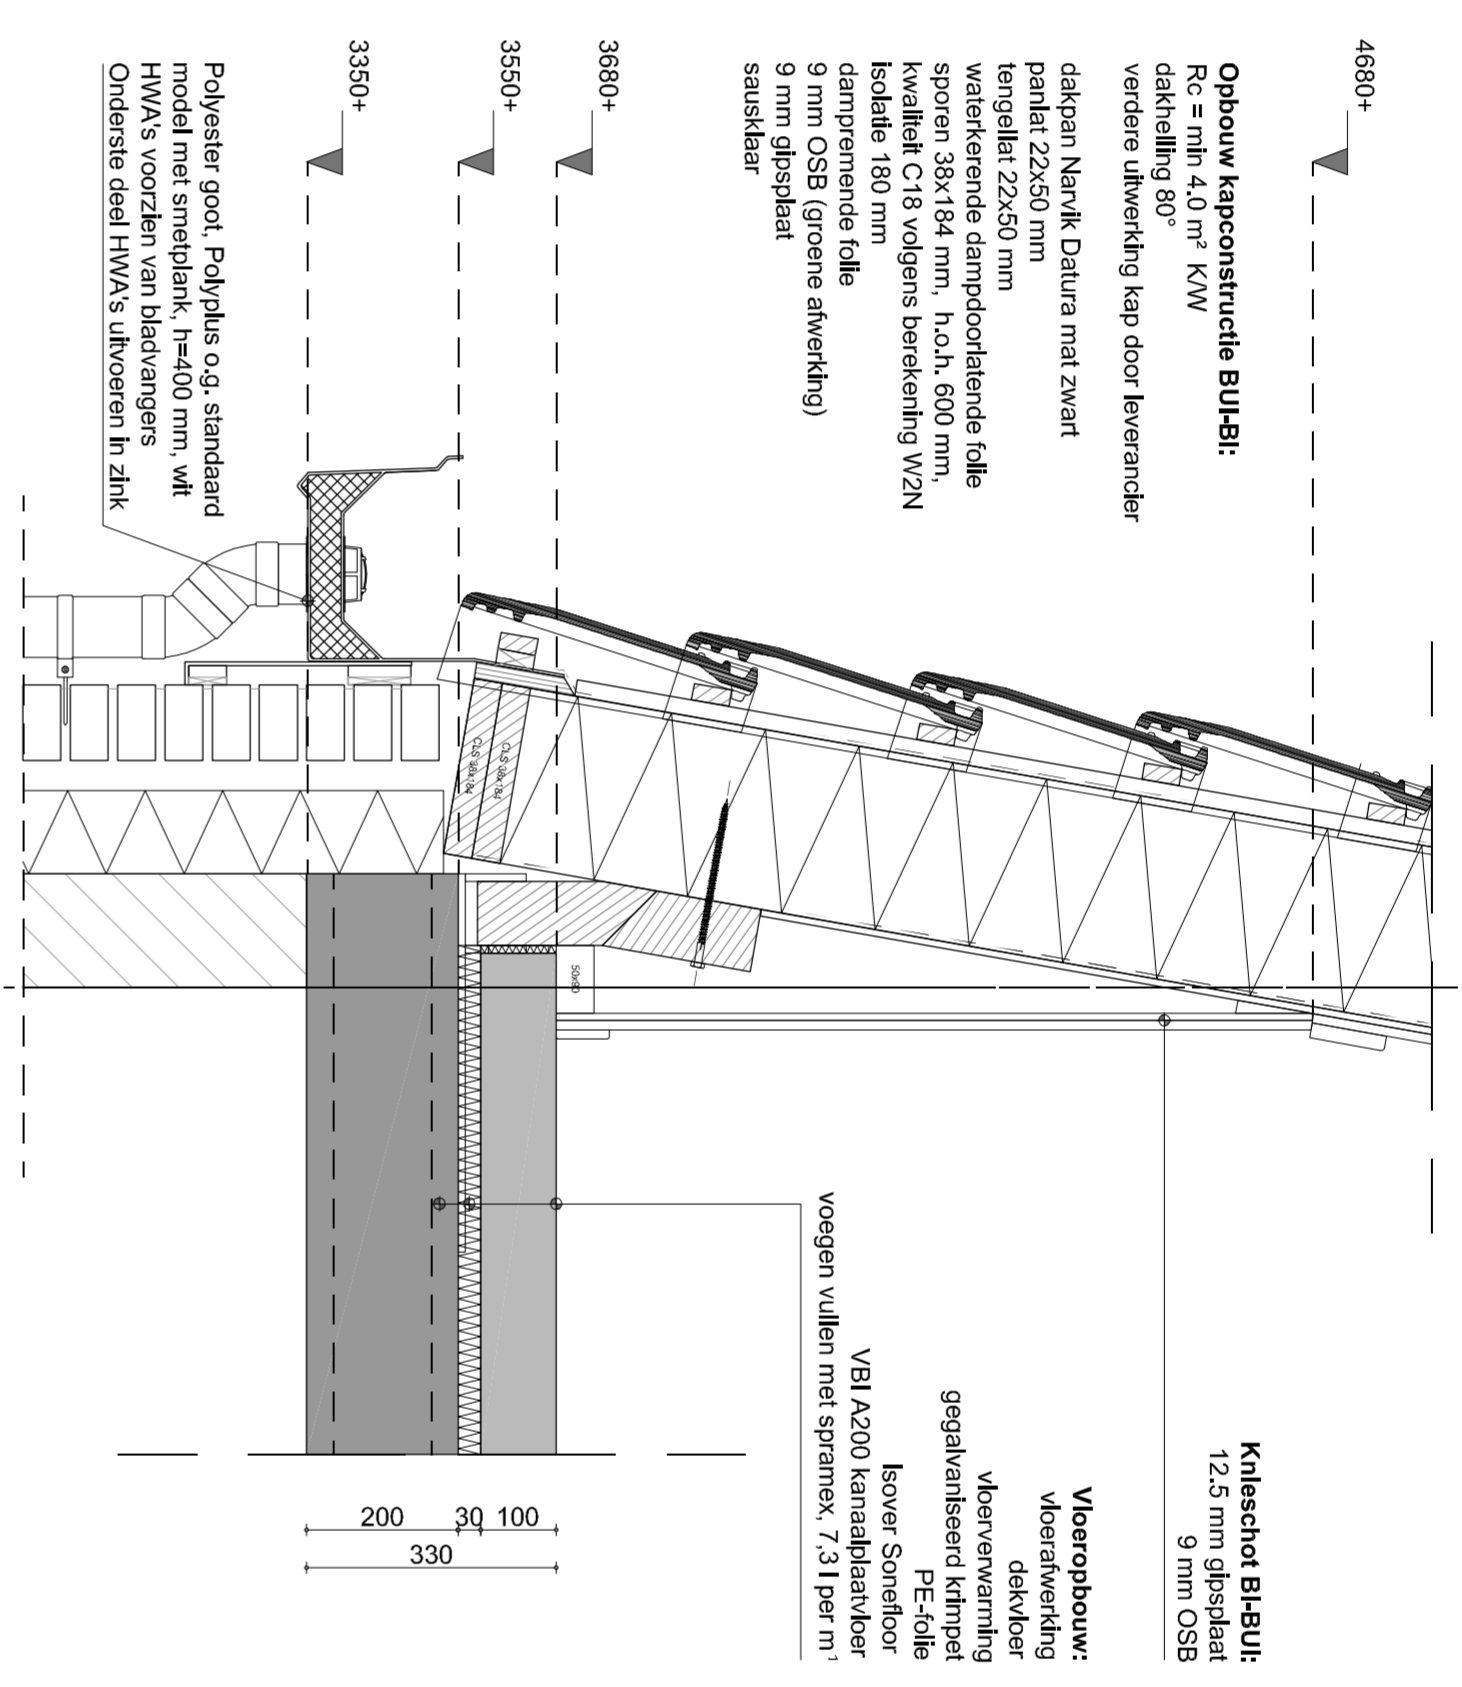 4680+
Opbouw kapconstructie BUI-BI:
Rc = min 4.0 m² K/W
dakhelling 80°
verdere uitwerking kap door leverancier
dakpan Narvik Datura mat zwart
panlat 22x50 mm
tengellat 22x50 mm
waterkerende dampdoorlatende folie
sporen 38x184 mm, h.o.h. 600 mm,
kwaliteit C18 volgens berekening W2N
isolatie 180 mm
dampremende folie
9 mm OSB (groene afwerking)
9 mm gipsplaat
sausklaar
3680+
3550+
3350+
Polyester goot, Polyplus o.g. standaard
model met smetplank, h=400 mm, wit
HWA's voorzien van bladvangers
Onderste deel HWA's uitvoeren in zink
CLS 38x184
CLS 38x184
50x90
Knieschot BI-BUI:
12.5 mm gipsplaat
9 mm OSB
Vloeropbouw:
vloerafwerking
dekvloer
vloerverwarming
gegalvaniseerd krimpet
PE-folie
Isover Sonefloor
VBI A200 kanaalplaatvloer
voegen vullen met spramex, 7,3 l per m¹
200
30
100
330